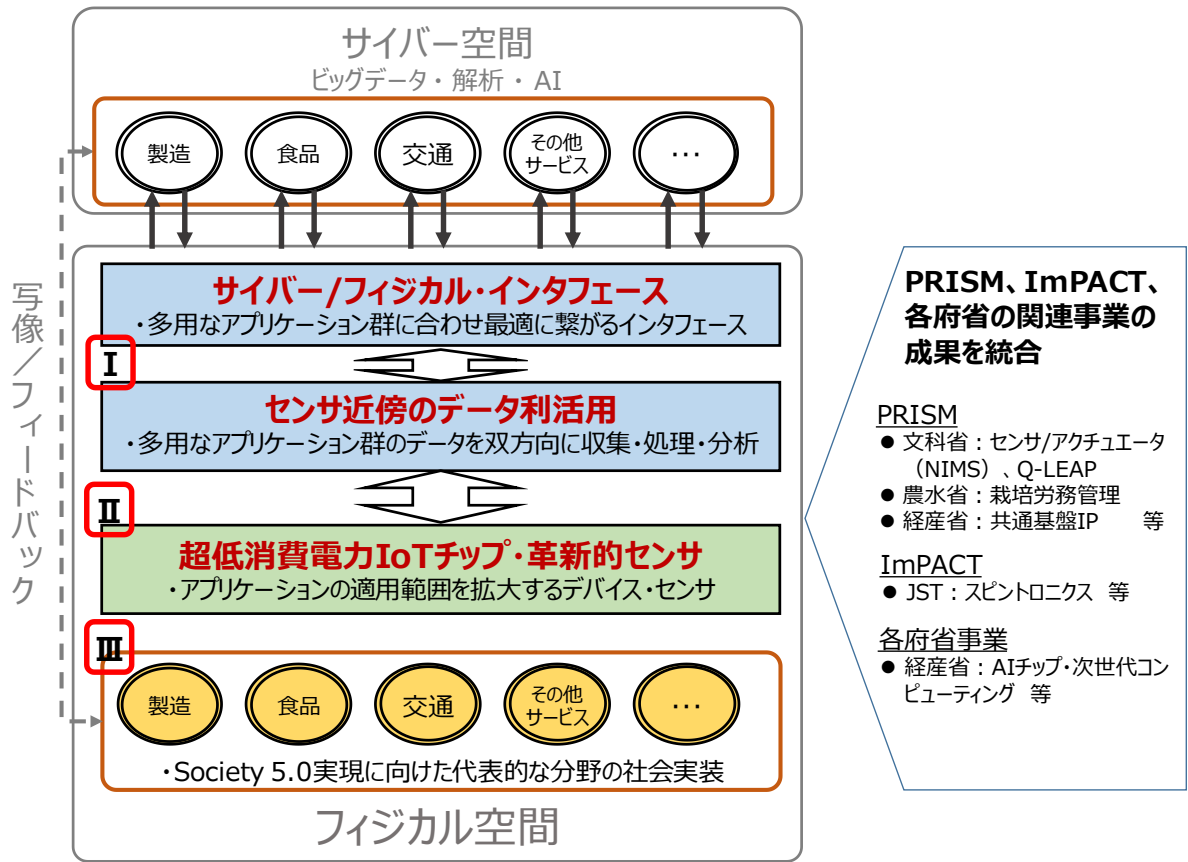 サイバー空間
ビッグデータ・解析・AI
製造
食品
交通
その他
サービス
…
写像/フィードバック
サイバー/フィジカル・インタフェース
・多用なアプリケーション群に合わせ最適に繋がるインタフェース
Ⅰ
センサ近傍のデータ利活用
・多用なアプリケーション群のデータを双方向に収集・処理・分析
Ⅱ
超低消費電力IoTチップ・革新的センサ
・アプリケーションの適用範囲を拡大するデバイス・センサ
Ⅲ
製造
食品
交通
その他
サービス
…
・Society 5.0実現に向けた代表的な分野の社会実装
フィジカル空間
PRISM、ImPACT、
各府省の関連事業の
成果を統合
PRISM
● 文科省：センサ/アクチュエータ
（NIMS）、Q-LEAP
● 農水省：栽培労務管理
● 経産省：共通基盤IP 等
ImPACT
● JST：スピントロニクス 等
各府省事業
● 経産省：AIチップ・次世代コン
ピューティング 等